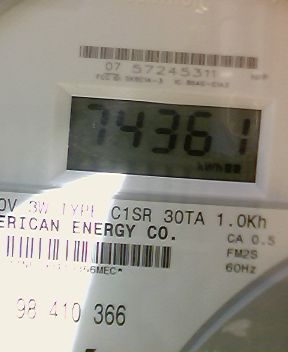 07 57245311
74361
kWh
0V 3W TYPE C1SR 30TA 1.0Kh
ERICAN ENERGY CO.
CA 0.5
FM2S
60Hz
98 410 366